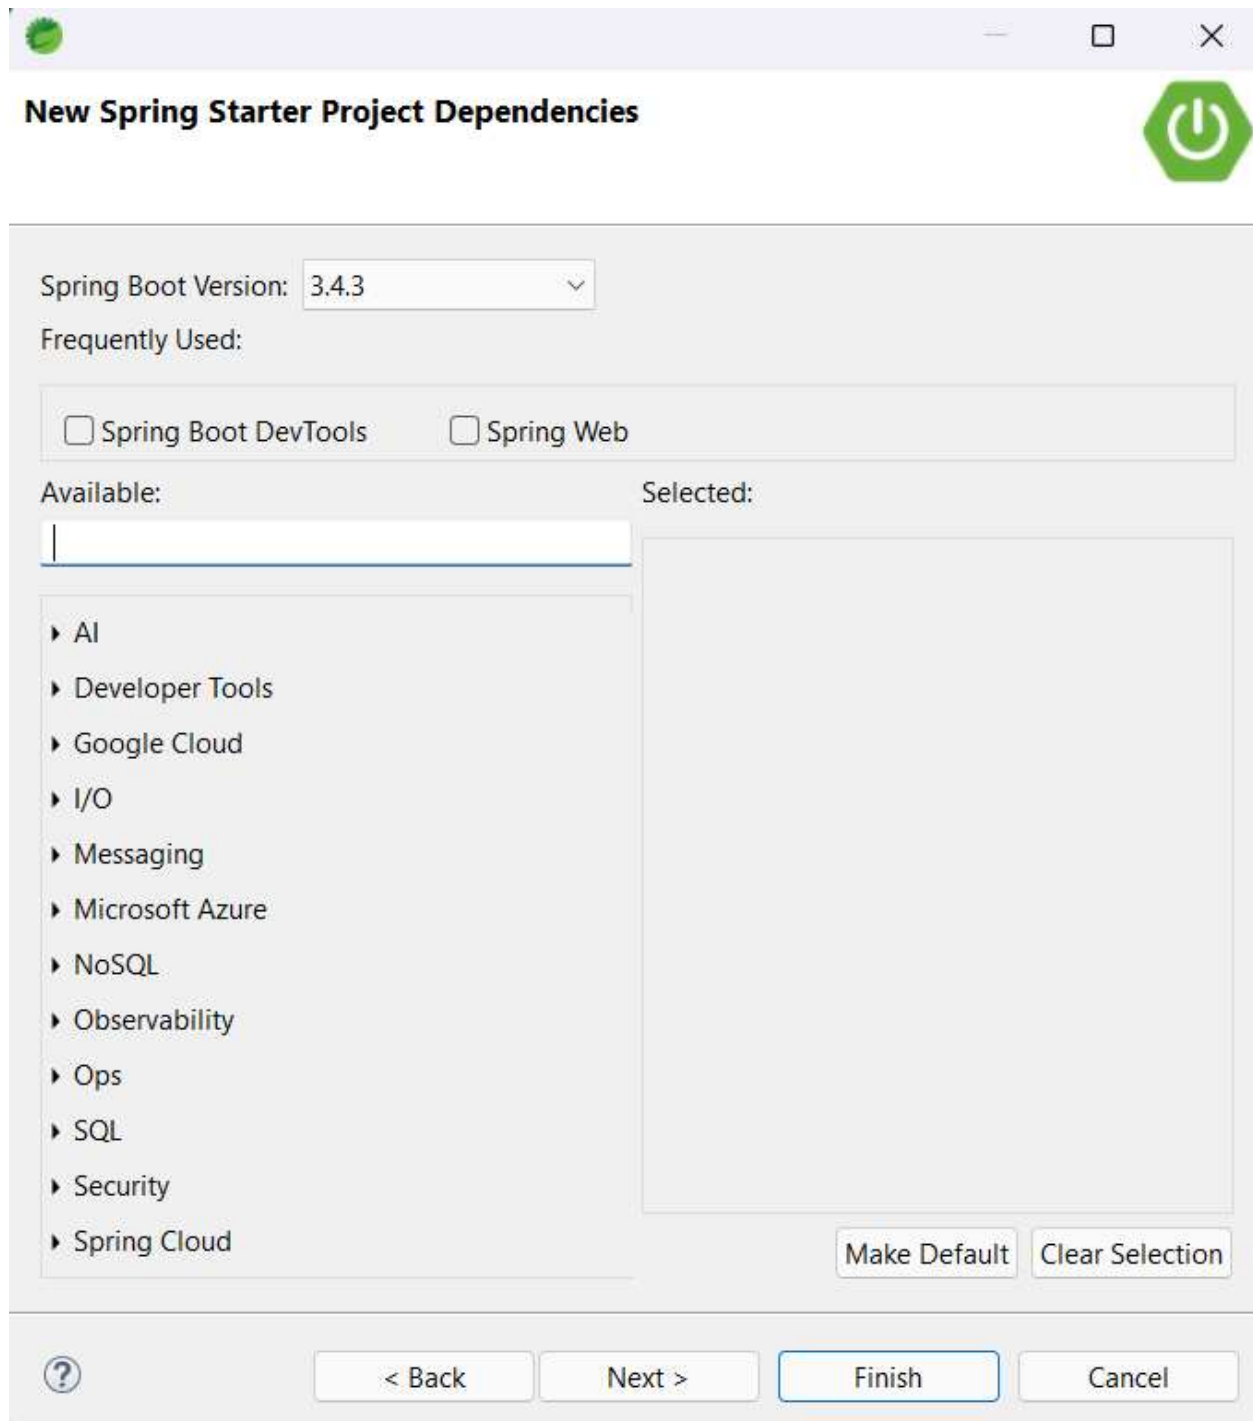 New Spring Starter Project Dependencies
Spring Boot Version: 3.4.3
Frequently Used:
Spring Boot DevTools Spring Web
Available: Selected:
AI
Developer Tools
Google Cloud
I/O
Messaging
Microsoft Azure
NoSQL
Observability
Ops
SQL
Security
Spring Cloud
Make Default Clear Selection
? < Back Next > Finish Cancel